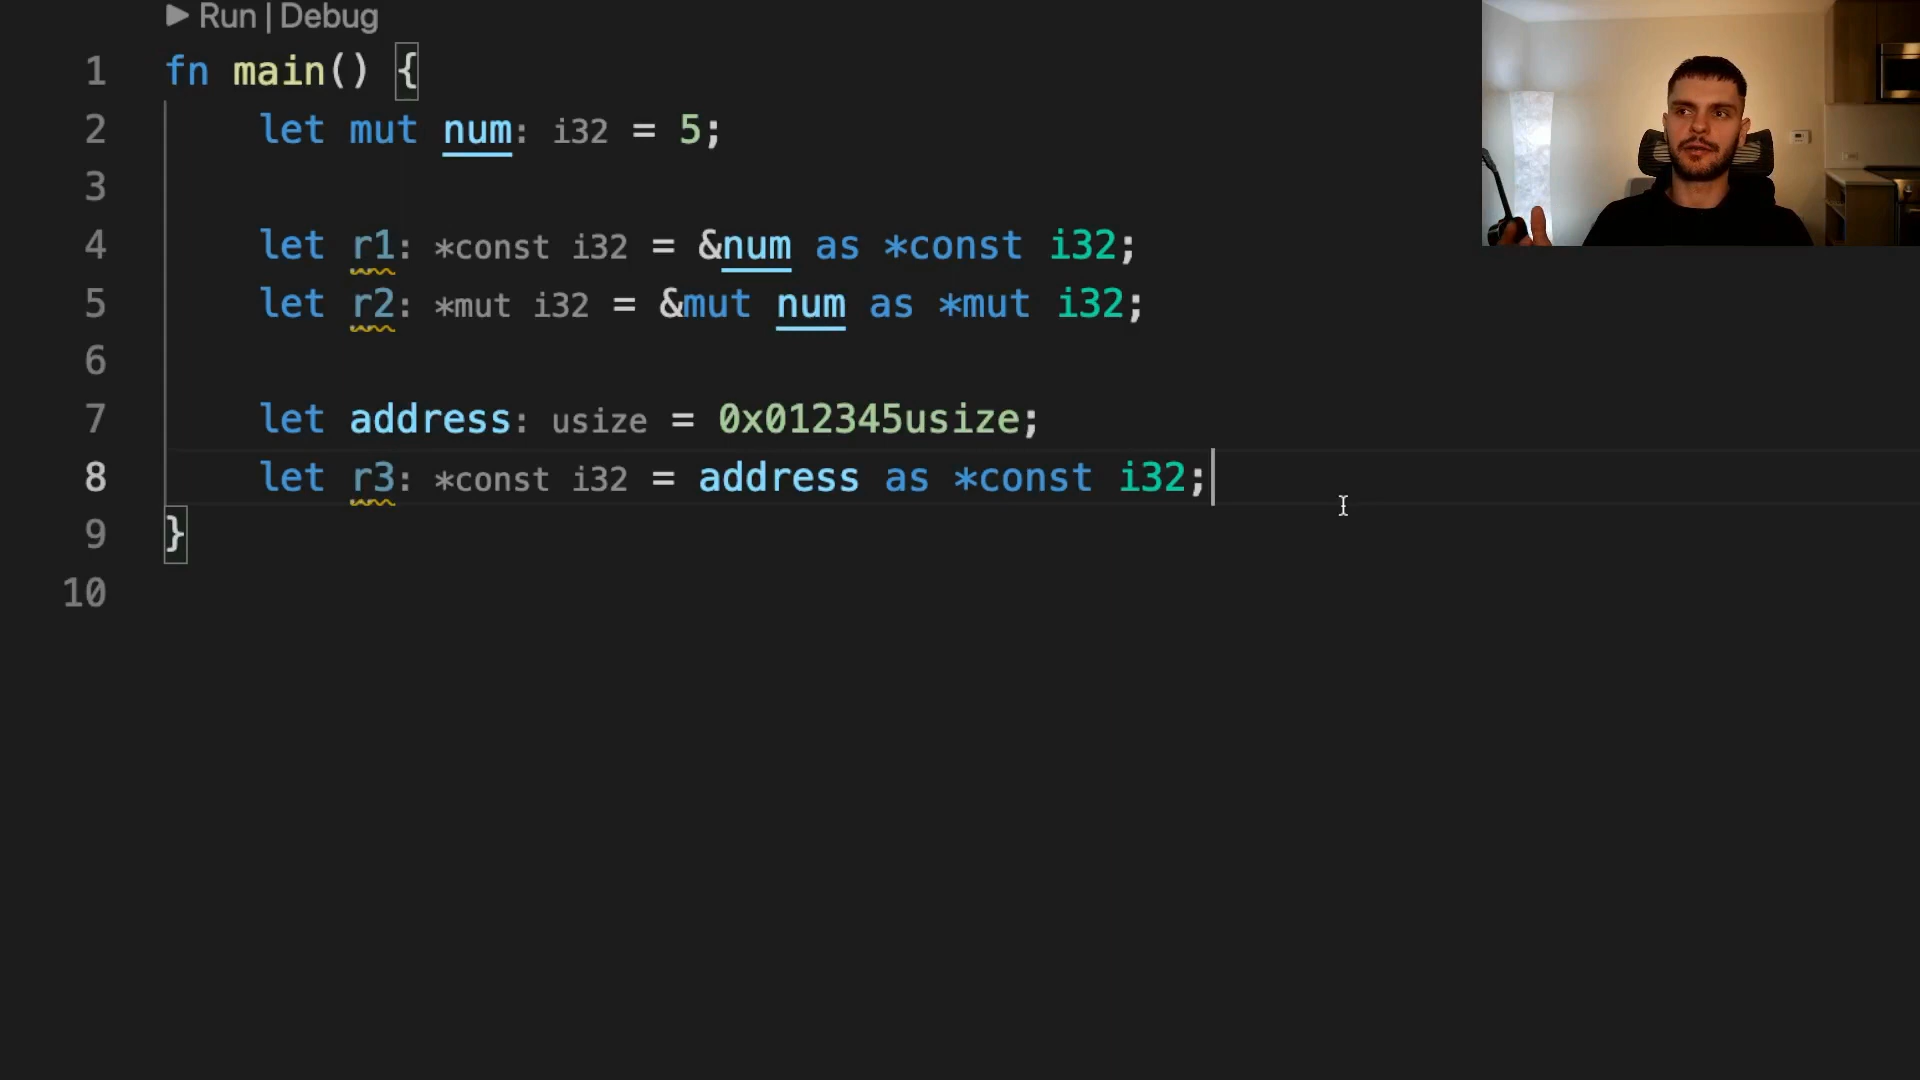 Run | Debug
1 fn main() {
2 let mut num: i32 = 5;
3
4 let r1: *const i32 = &num as *const i32;
5 let r2: *mut i32 = &mut num as *mut i32;
6
7 let address: usize = 0x012345usize;
8 let r3: *const i32 = address as *const i32;
9 }
10